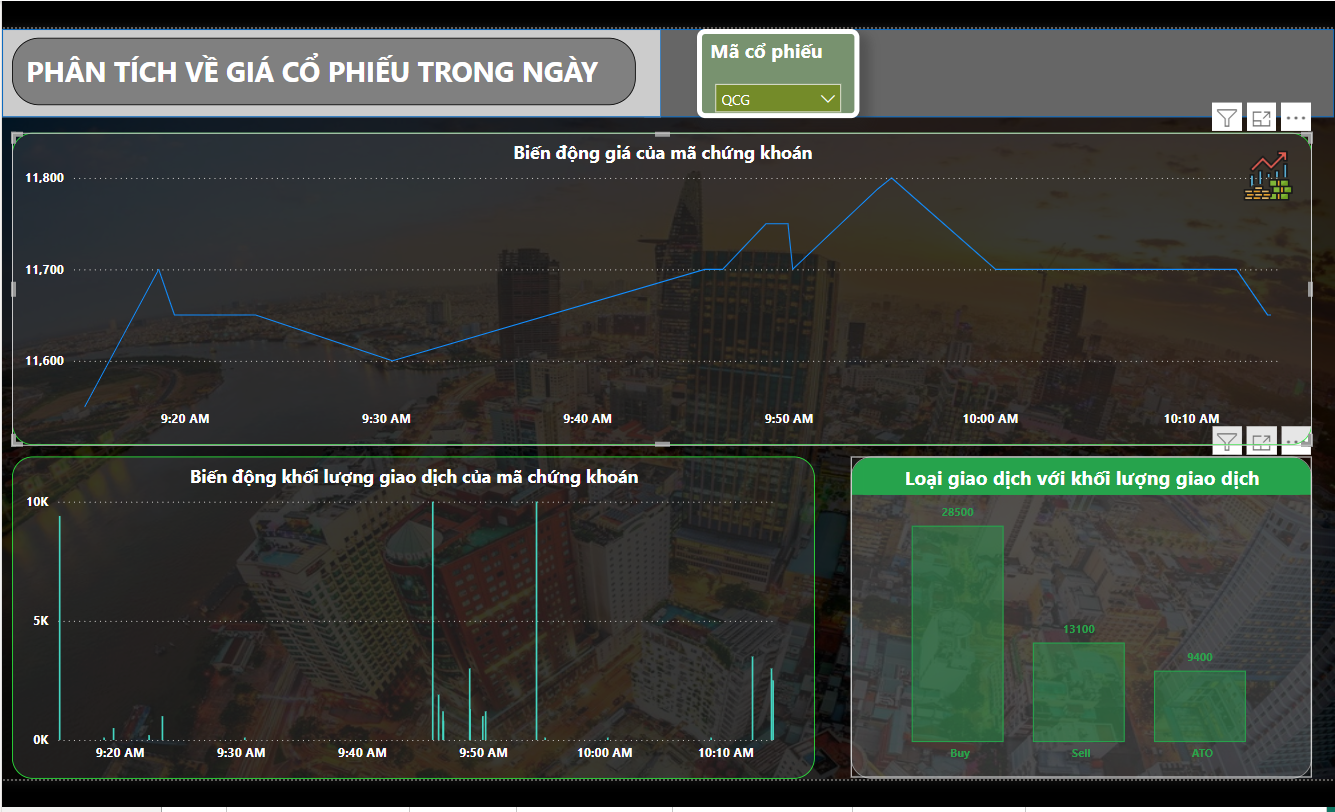 PHÂN TÍCH VỀ GIÁ CỔ PHIẾU TRONG NGÀY
Mã cổ phiếu
QCG
Biến động giá của mã chứng khoán
11,800
11,700
11,600
9:20 AM
9:30 AM
9:40 AM
9:50 AM
10:00 AM
10:10 AM
Biến động khối lượng giao dịch của mã chứng khoán
10K
5K
0K
9:20 AM
9:30 AM
9:40 AM
9:50 AM
10:00 AM
10:10 AM
Loại giao dịch với khối lượng giao dịch
28500
13100
9400
Buy
Sell
ATO